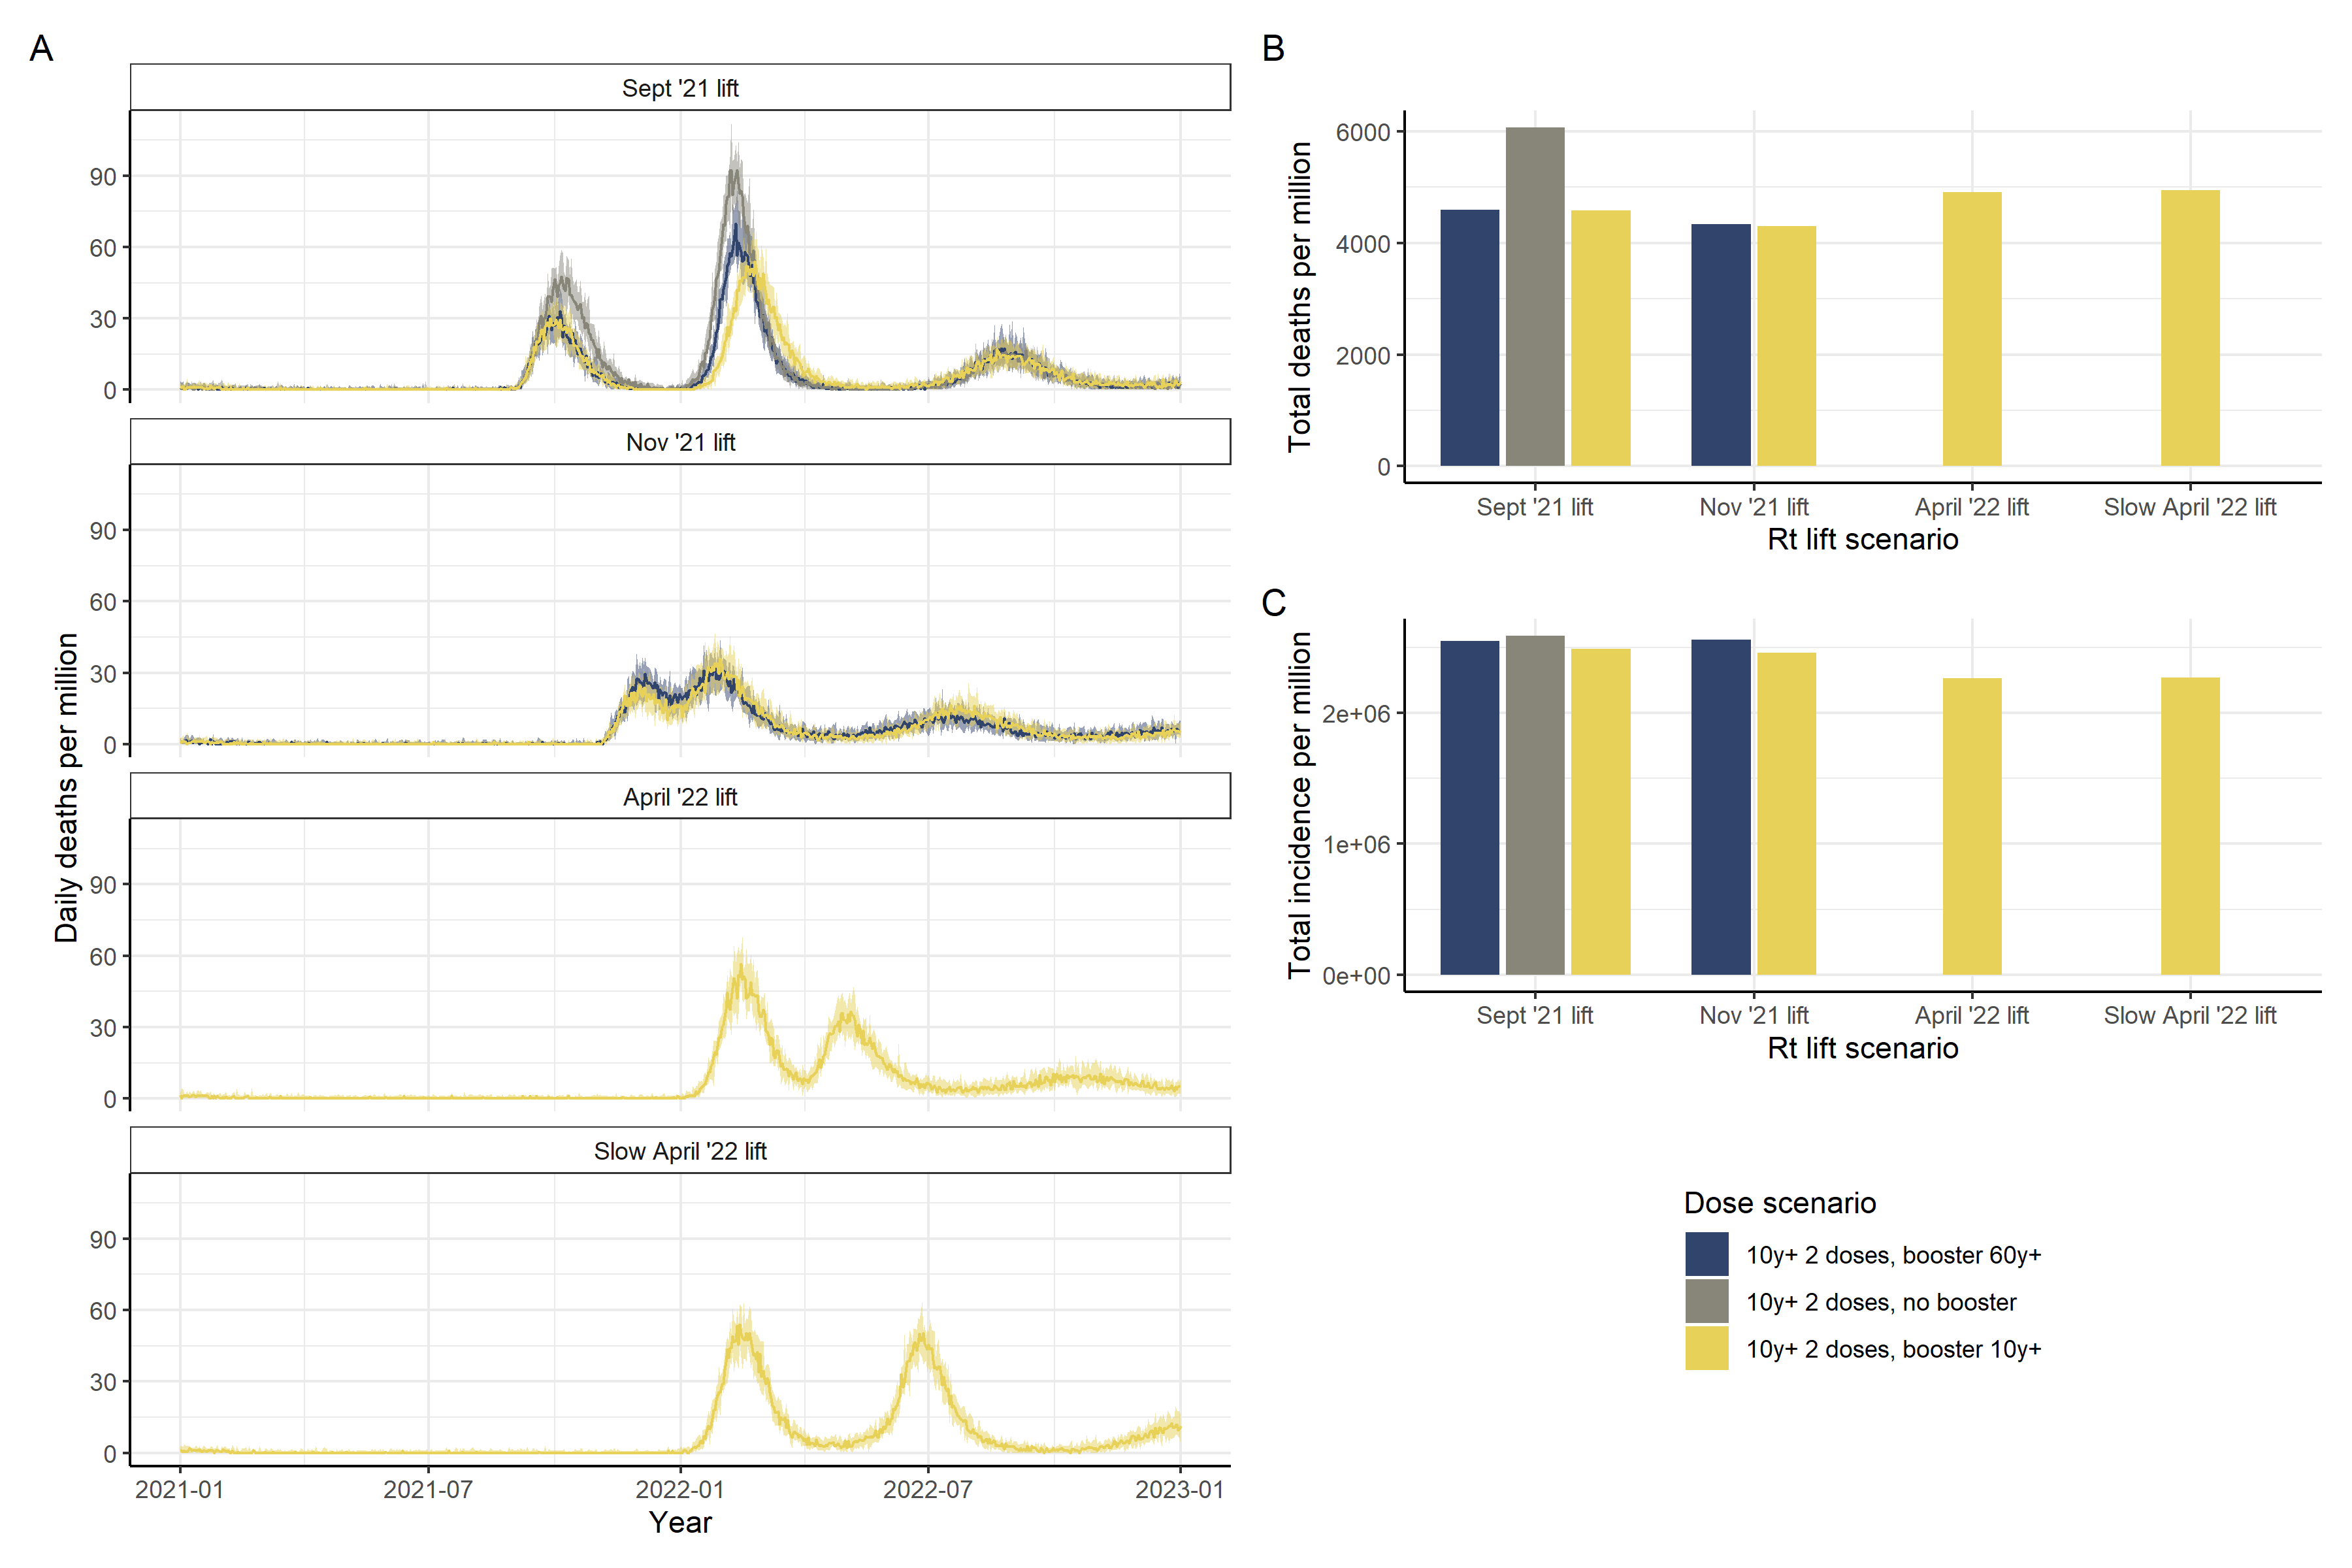 A
Sept '21 lift
90
60
30
0
Nov '21 lift
90
60
30
0
April '22 lift
90
60
30
0
Slow April '22 lift
90
60
30
0
Daily deaths per million
2021-01 2021-07 2022-01 2022-07 2023-01
Year
B
6000
4000
2000
0
Total deaths per million
Sept '21 lift Nov '21 lift April '22 lift Slow April '22 lift
Rt lift scenario
C
2e+06
1e+06
0e+00
Total incidence per million
Sept '21 lift Nov '21 lift April '22 lift Slow April '22 lift
Rt lift scenario
Dose scenario
10y+ 2 doses, booster 60y+
10y+ 2 doses, no booster
10y+ 2 doses, booster 10y+